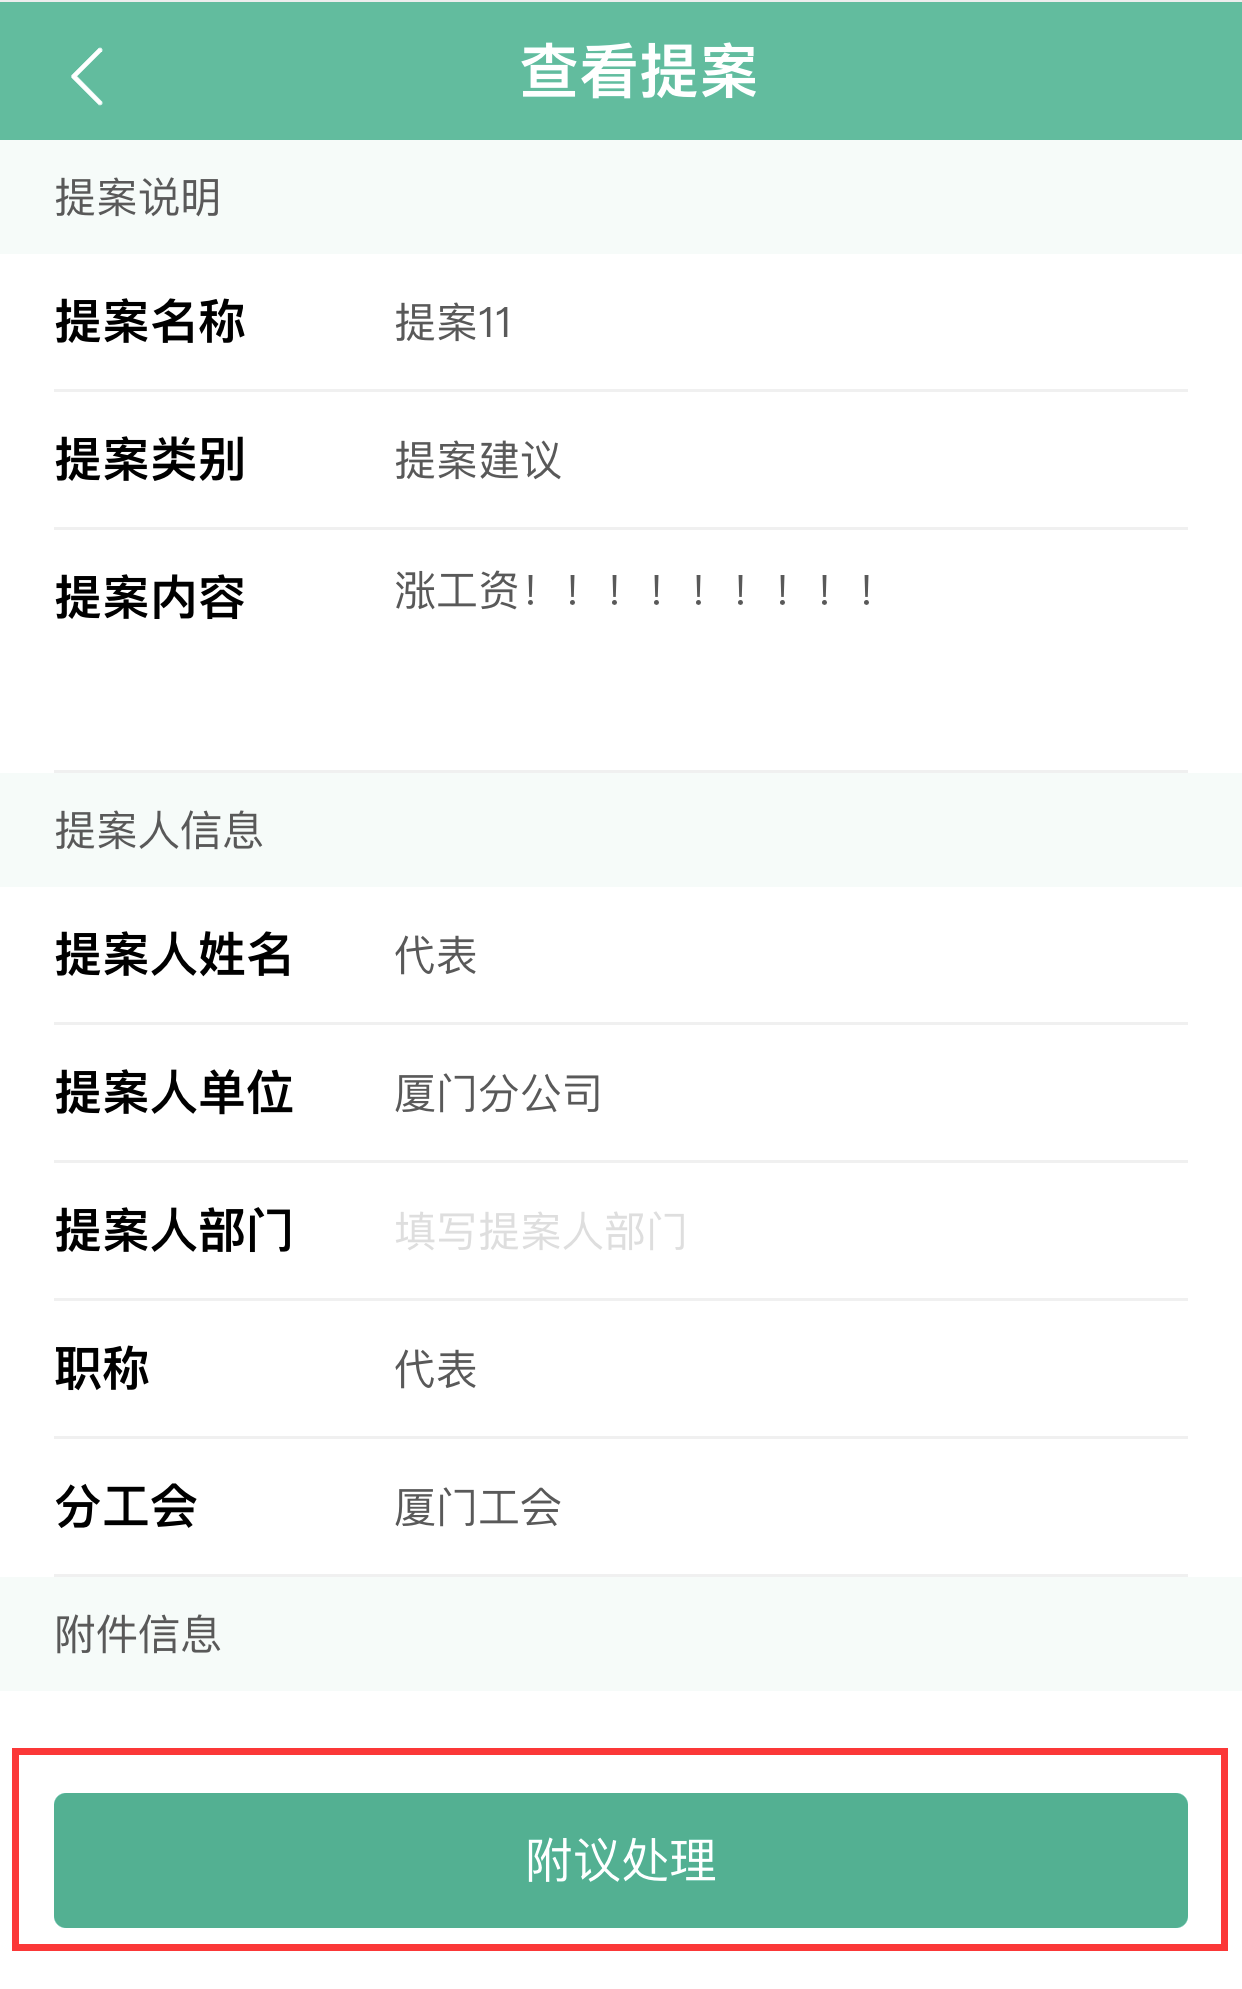 查看提案
提案说明
提案名称 提案11
提案类别 提案建议
提案内容 涨工资！！！！！！！！！
提案人信息
提案人姓名 代表
提案人单位 厦门分公司
提案人部门 填写提案人部门
职称 代表
分工会 厦门工会
附件信息
附议处理